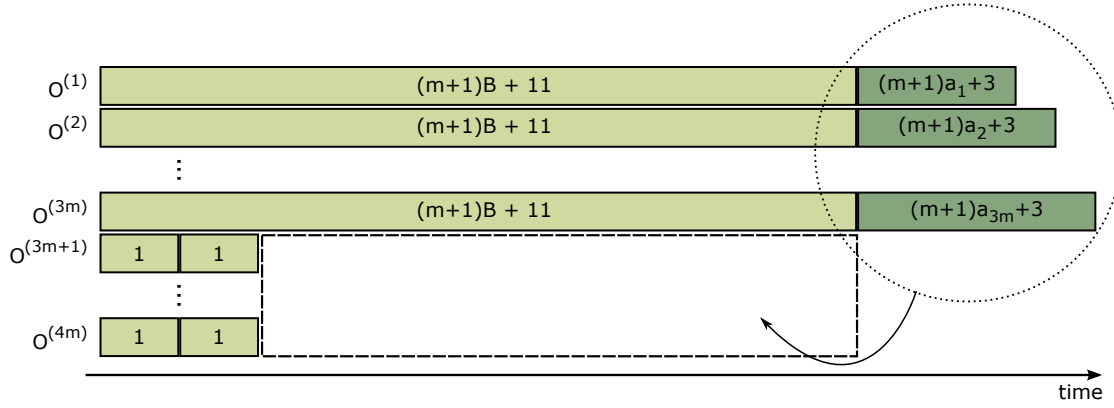 O(1) (m+1)B + 11 (m+1)a1+3
O(2) (m+1)B + 11 (m+1)a2+3
⋮
O(3m) (m+1)B + 11 (m+1)a3m+3
O(3m+1) 1 1
⋮
O(4m) 1 1
time